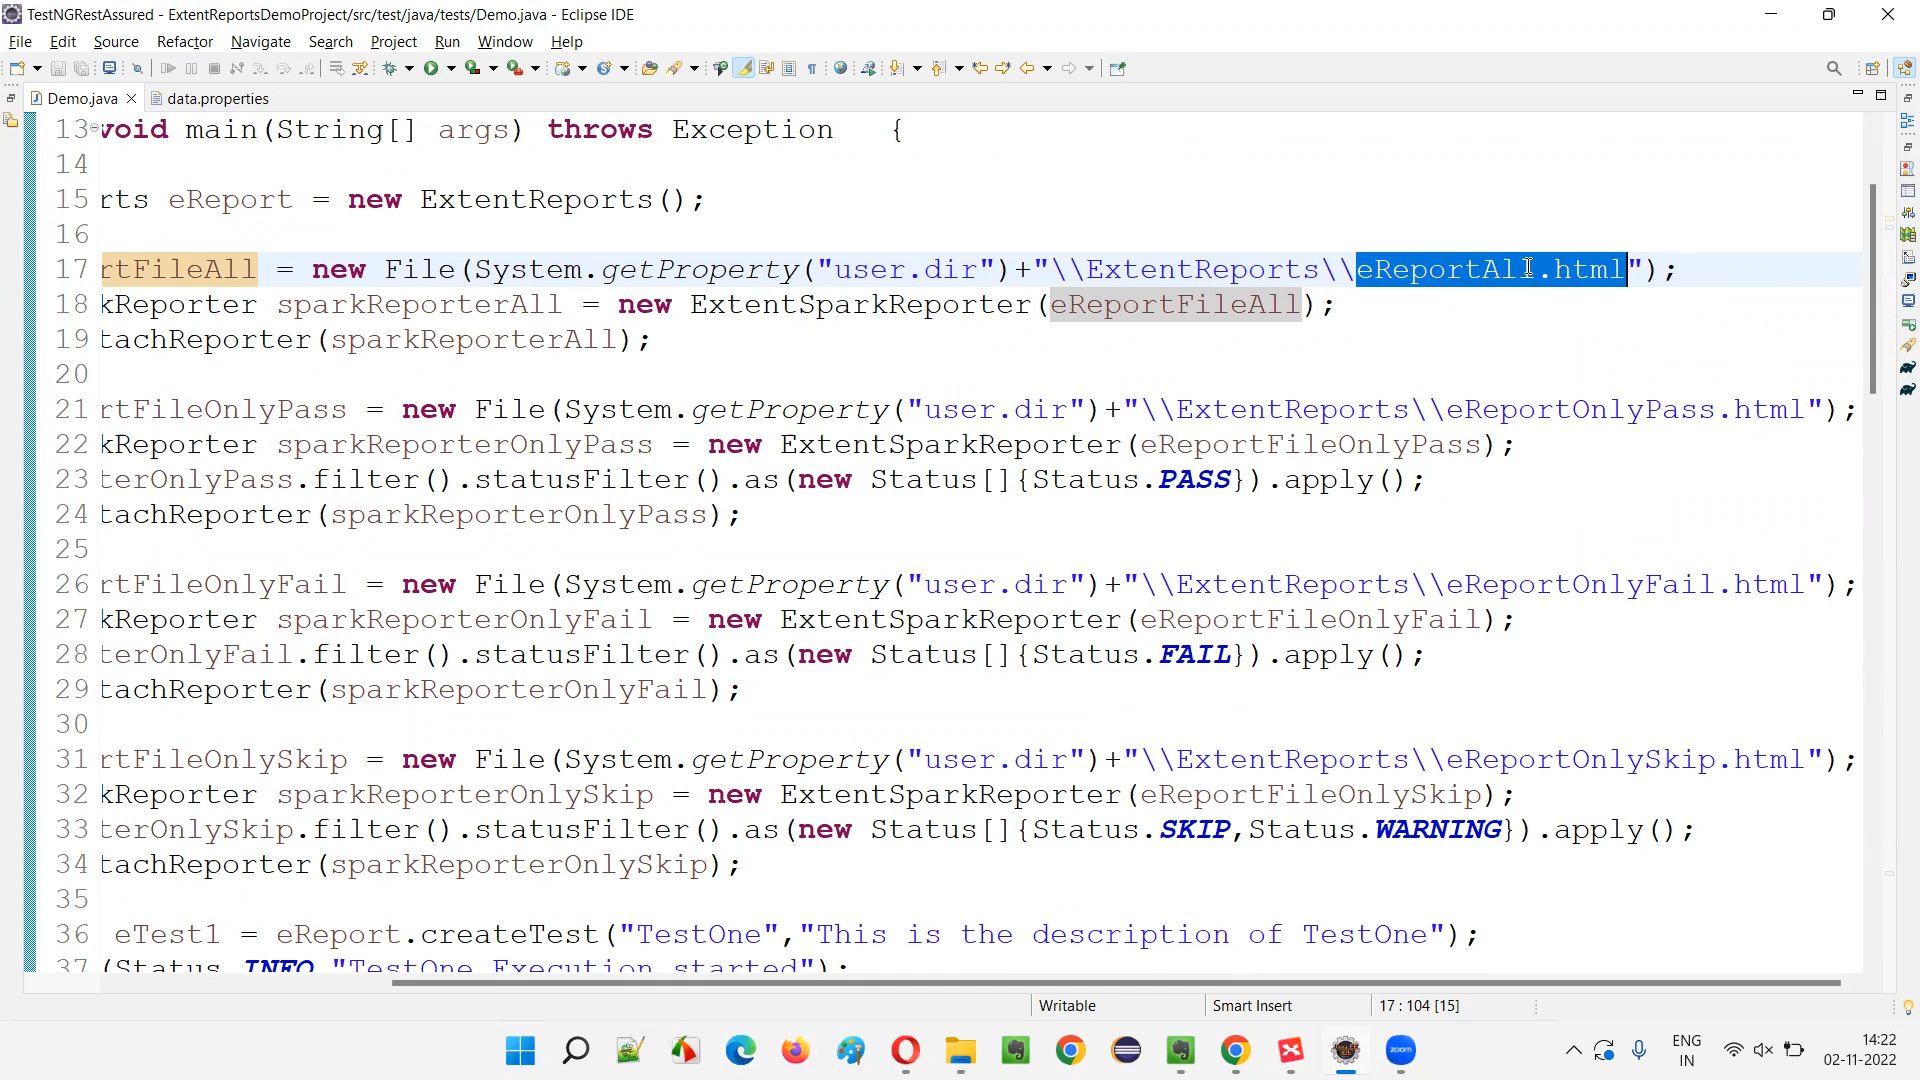 TestNGRestAssured - ExtentReportsDemoProject/src/test/java/tests/Demo.java - Eclipse IDE
File Edit Source Refactor Navigate Search Project Run Window Help
Demo.java data.properties
13 void main(String[] args) throws Exception {
14
15 rts eReport = new ExtentReports();
16
17 rtFileAll = new File(System.getProperty("user.dir")+"\\ExtentReports\\eReportAll.html");
18 kReporter sparkReporterAll = new ExtentSparkReporter(eReportFileAll);
19 tachReporter(sparkReporterAll);
20
21 rtFileOnlyPass = new File(System.getProperty("user.dir")+"\\ExtentReports\\eReportOnlyPass.html");
22 kReporter sparkReporterOnlyPass = new ExtentSparkReporter(eReportFileOnlyPass);
23 terOnlyPass.filter().statusFilter().as(new Status[]{Status.PASS}).apply();
24 tachReporter(sparkReporterOnlyPass);
25
26 rtFileOnlyFail = new File(System.getProperty("user.dir")+"\\ExtentReports\\eReportOnlyFail.html");
27 kReporter sparkReporterOnlyFail = new ExtentSparkReporter(eReportFileOnlyFail);
28 terOnlyFail.filter().statusFilter().as(new Status[]{Status.FAIL}).apply();
29 tachReporter(sparkReporterOnlyFail);
30
31 rtFileOnlySkip = new File(System.getProperty("user.dir")+"\\ExtentReports\\eReportOnlySkip.html");
32 kReporter sparkReporterOnlySkip = new ExtentSparkReporter(eReportFileOnlySkip);
33 terOnlySkip.filter().statusFilter().as(new Status[]{Status.SKIP,Status.WARNING}).apply();
34 tachReporter(sparkReporterOnlySkip);
35
36 eTest1 = eReport.createTest("TestOne","This is the description of TestOne");
37 (Status INFO "TestOne Execution started");
Writable Smart Insert 17 : 104 [15]
zoom
ENG
IN
14:22
02-11-2022